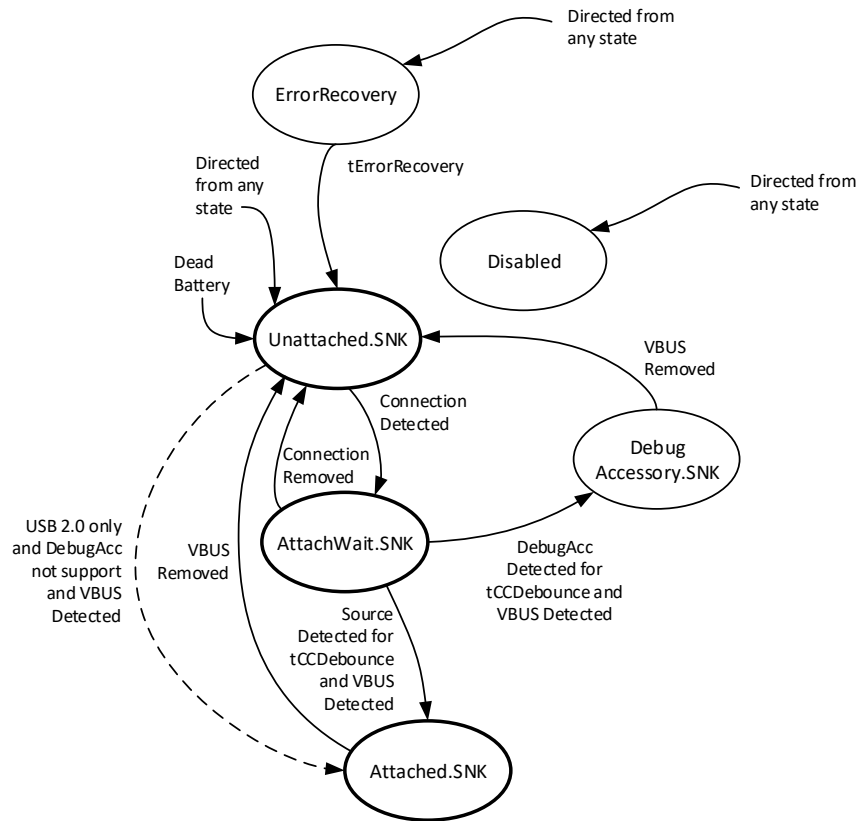 Directed from
any state
ErrorRecovery
tErrorRecovery
Directed
from any
state
Directed from
any state
Disabled
Dead
Battery
Unattached.SNK
VBUS
Removed
Connection
Detected
Connection
Removed
Debug
Accessory.SNK
USB 2.0 only
and DebugAcc
not support
and VBUS
Detected
VBUS
Removed
AttachWait.SNK
DebugAcc
Detected for
tCCDebounce and
VBUS Detected
Source
Detected for
tCCDebounce
and VBUS
Detected
Attached.SNK